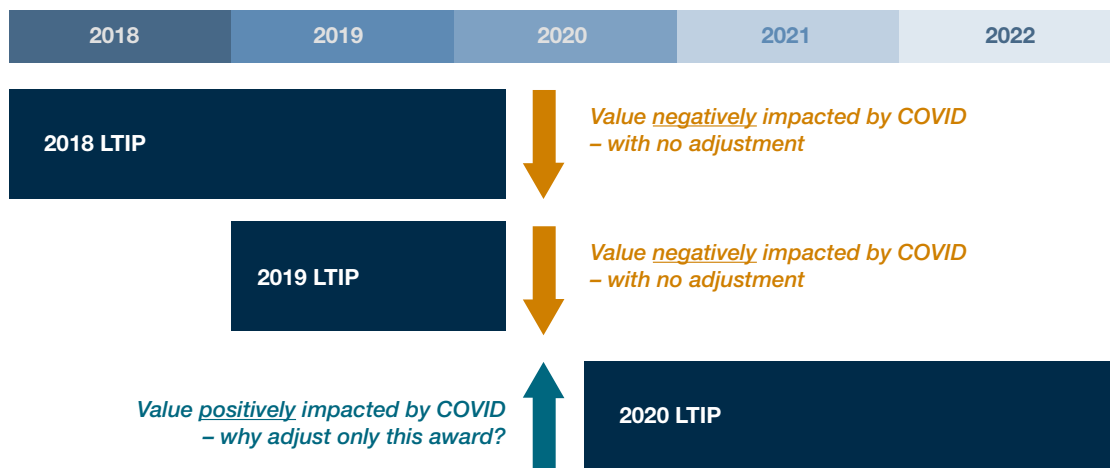 2018 2019 2020 2021 2022
2018 LTIP
Value negatively impacted by COVID
– with no adjustment
2019 LTIP
Value negatively impacted by COVID
– with no adjustment
Value positively impacted by COVID
– why adjust only this award?
2020 LTIP